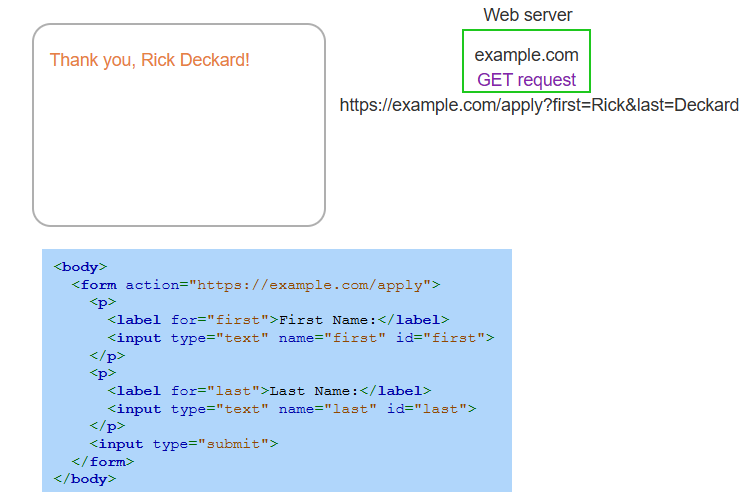 Web server
Thank you, Rick Deckard!
example.com
GET request
https://example.com/apply?first=Rick&last=Deckard
<body>
  <form action="https://example.com/apply">
    <p>
      <label for="first">First Name:</label>
      <input type="text" name="first" id="first">
    </p>
    <p>
      <label for="last">Last Name:</label>
      <input type="text" name="last" id="last">
    </p>
    <input type="submit">
  </form>
</body>